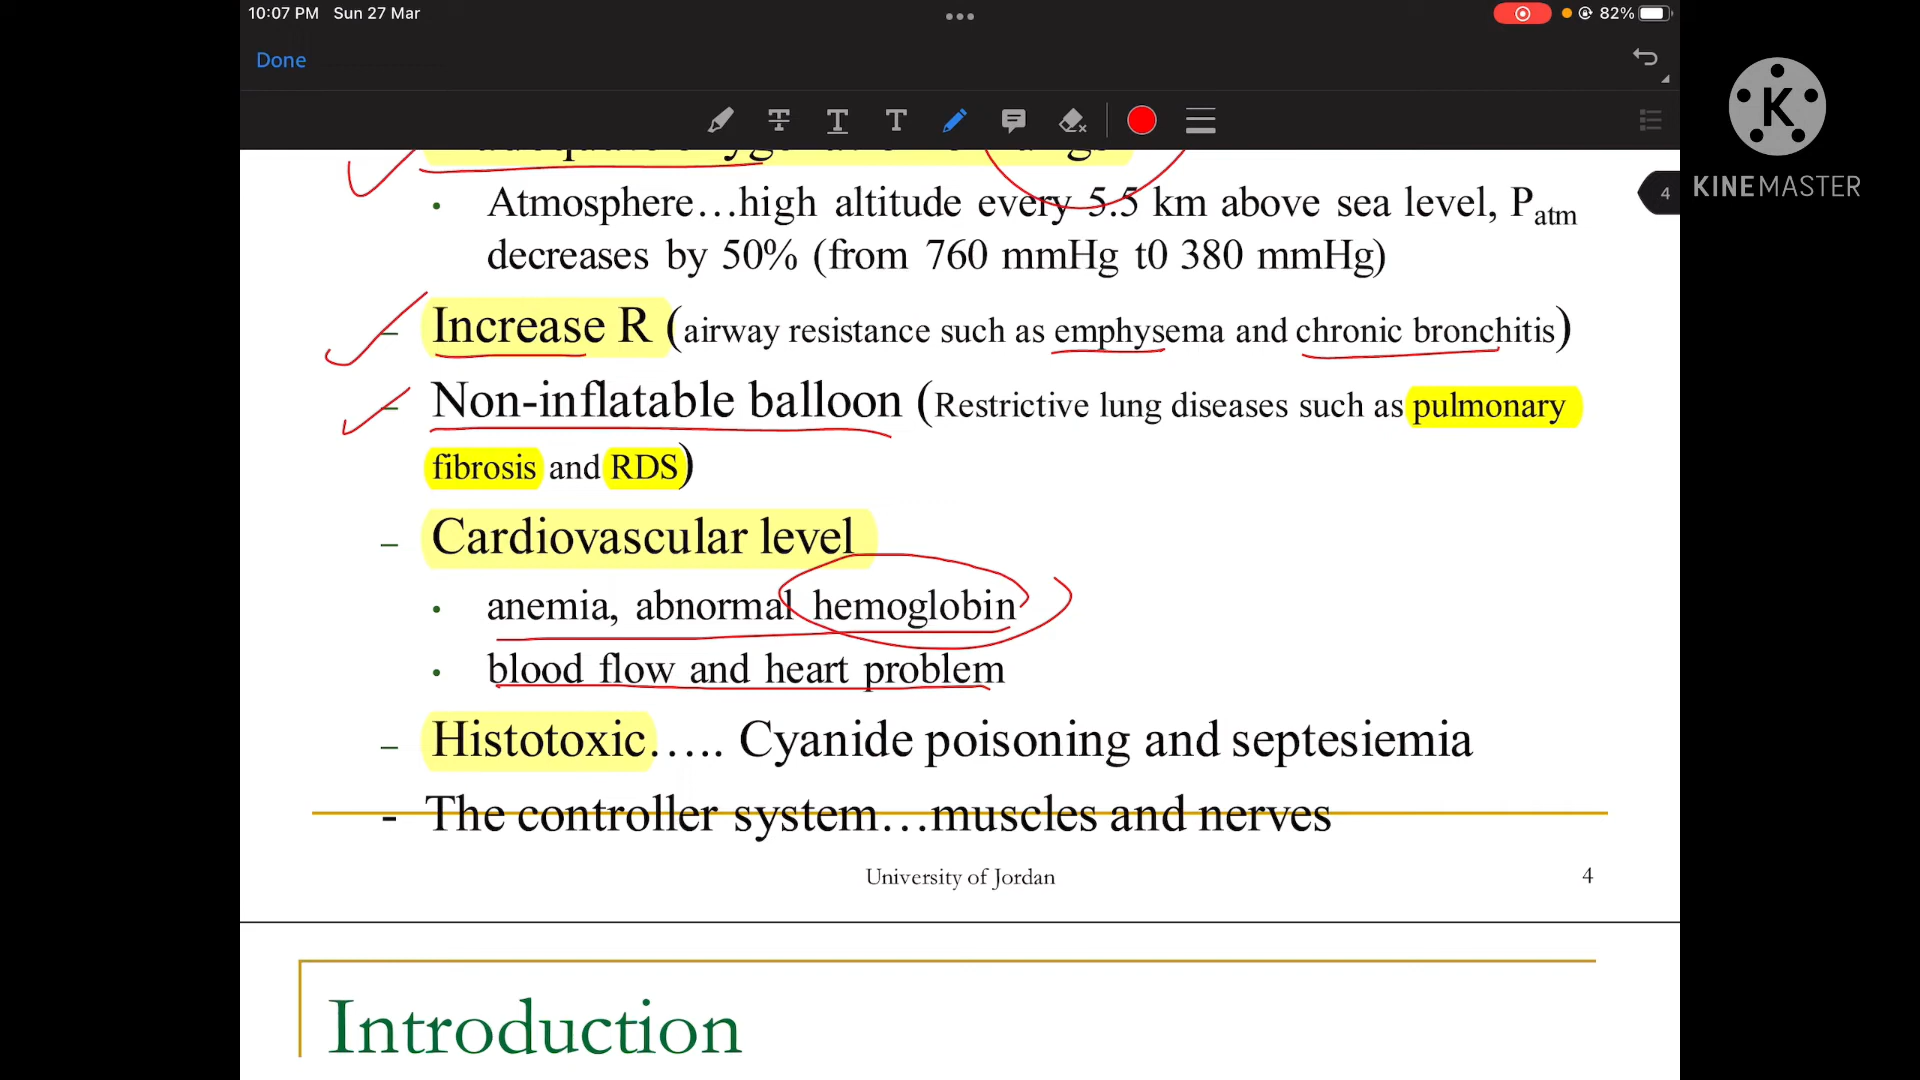 10:07 PM Sun 27 Mar
82%
Done
T T T
4
K
KINEMASTER
Atmosphere…high altitude every 5.5 km above sea level, Patm
decreases by 50% (from 760 mmHg t0 380 mmHg)
– Increase R (airway resistance such as emphysema and chronic bronchitis)
– Non-inflatable balloon (Restrictive lung diseases such as pulmonary
fibrosis and RDS)
– Cardiovascular level
• anemia, abnormal hemoglobin
• blood flow and heart problem
– Histotoxic….. Cyanide poisoning and septesiemia
- The controller system…muscles and nerves
University of Jordan
4
Introduction